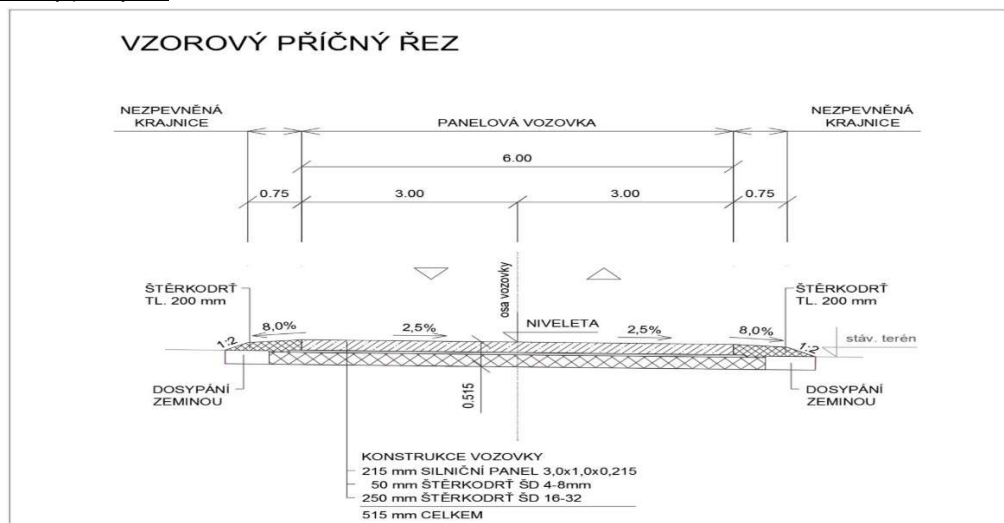 VZOROVÝ PŘÍČNÝ ŘEZ
NEZPEVNĚNÁ
KRAJNICE
PANELOVÁ VOZOVKA
NEZPEVNĚNÁ
KRAJNICE
6.00
0.75
3.00
3.00
0.75
ŠTĚRKODRŤ
TL. 200 mm
osa vozovky
ŠTĚRKODRŤ
TL. 200 mm
1:2
8,0%
2,5%
NIVELETA
2,5%
8,0%
1:2
stáv. terén
DOSYPÁNÍ
ZEMINOU
0.515
DOSYPÁNÍ
ZEMINOU
KONSTRUKCE VOZOVKY
215 mm SILNIČNÍ PANEL 3,0x1,0x0,215
50 mm ŠTĚRKODRŤ ŠD 4-8mm
250 mm ŠTĚRKODRŤ ŠD 16-32
515 mm CELKEM